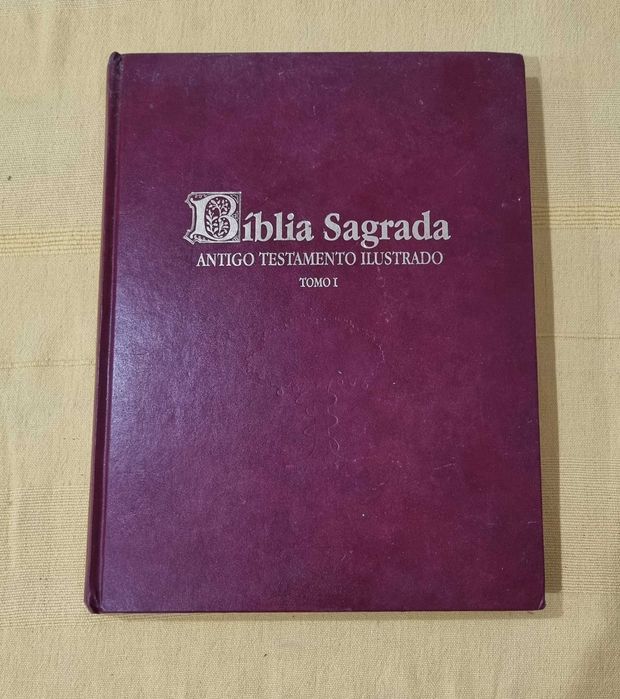 Bíblia Sagrada
ANTIGO TESTAMENTO ILUSTRADO
TOMO I